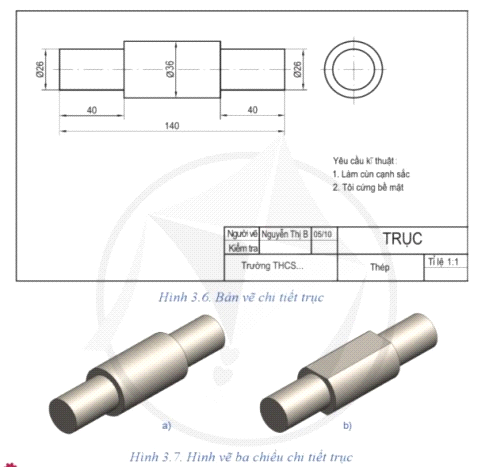 Ø26
Ø36
Ø26
40
40
140
Yêu cầu kĩ thuật:
1. Làm cùn cạnh sắc
2. Tôi cứng bề mặt
Người vẽ Nguyễn Thị B 05/10
TRỤC
Kiểm tra
Trường THCS...
Thép
Tỉ lệ 1:1
Hình 3.6. Bản vẽ chi tiết trục
a)
b)
Hình 3.7. Hình vẽ ba chiều chi tiết trục